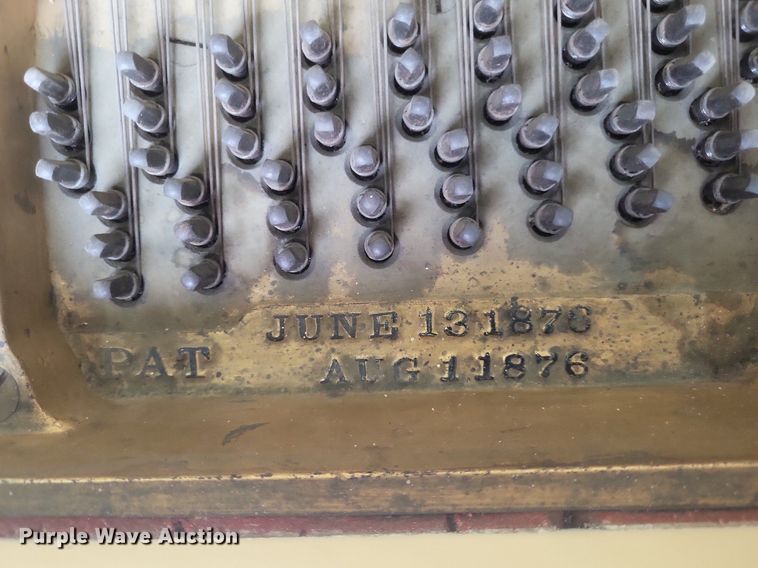 JUNE 13 1876
PAT AUG 1 1876
Purple Wave Auction